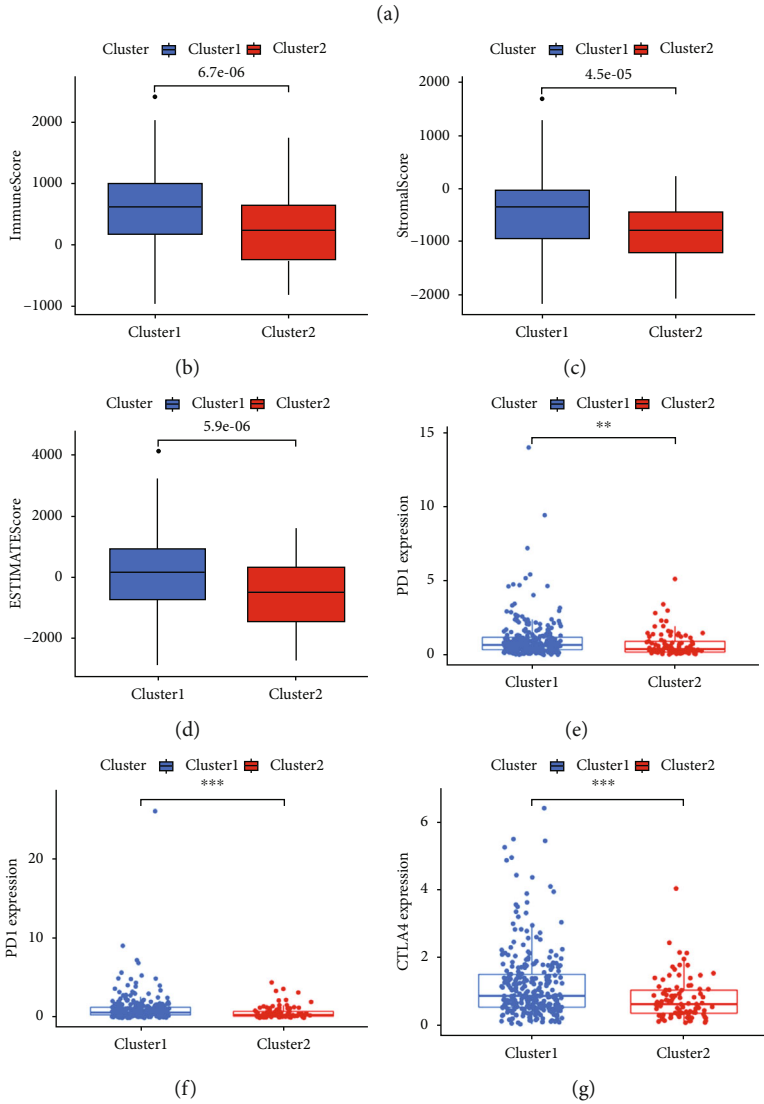 (a)
Cluster Cluster1 Cluster2
6.7e-06
ImmuneScore
2000
1000
0
−1000
Cluster1 Cluster2
(b)
Cluster Cluster1 Cluster2
4.5e-05
StromalScore
2000
1000
0
−1000
−2000
Cluster1 Cluster2
(c)
Cluster Cluster1 Cluster2
5.9e-06
ESTIMATEScore
4000
2000
0
−2000
Cluster1 Cluster2
(d)
Cluster Cluster1 Cluster2
**
PD1 expression
15
10
5
0
Cluster1 Cluster2
(e)
Cluster Cluster1 Cluster2
***
PD1 expression
20
10
0
Cluster1 Cluster2
(f)
Cluster Cluster1 Cluster2
***
CTLA4 expression
6
4
2
0
Cluster1 Cluster2
(g)